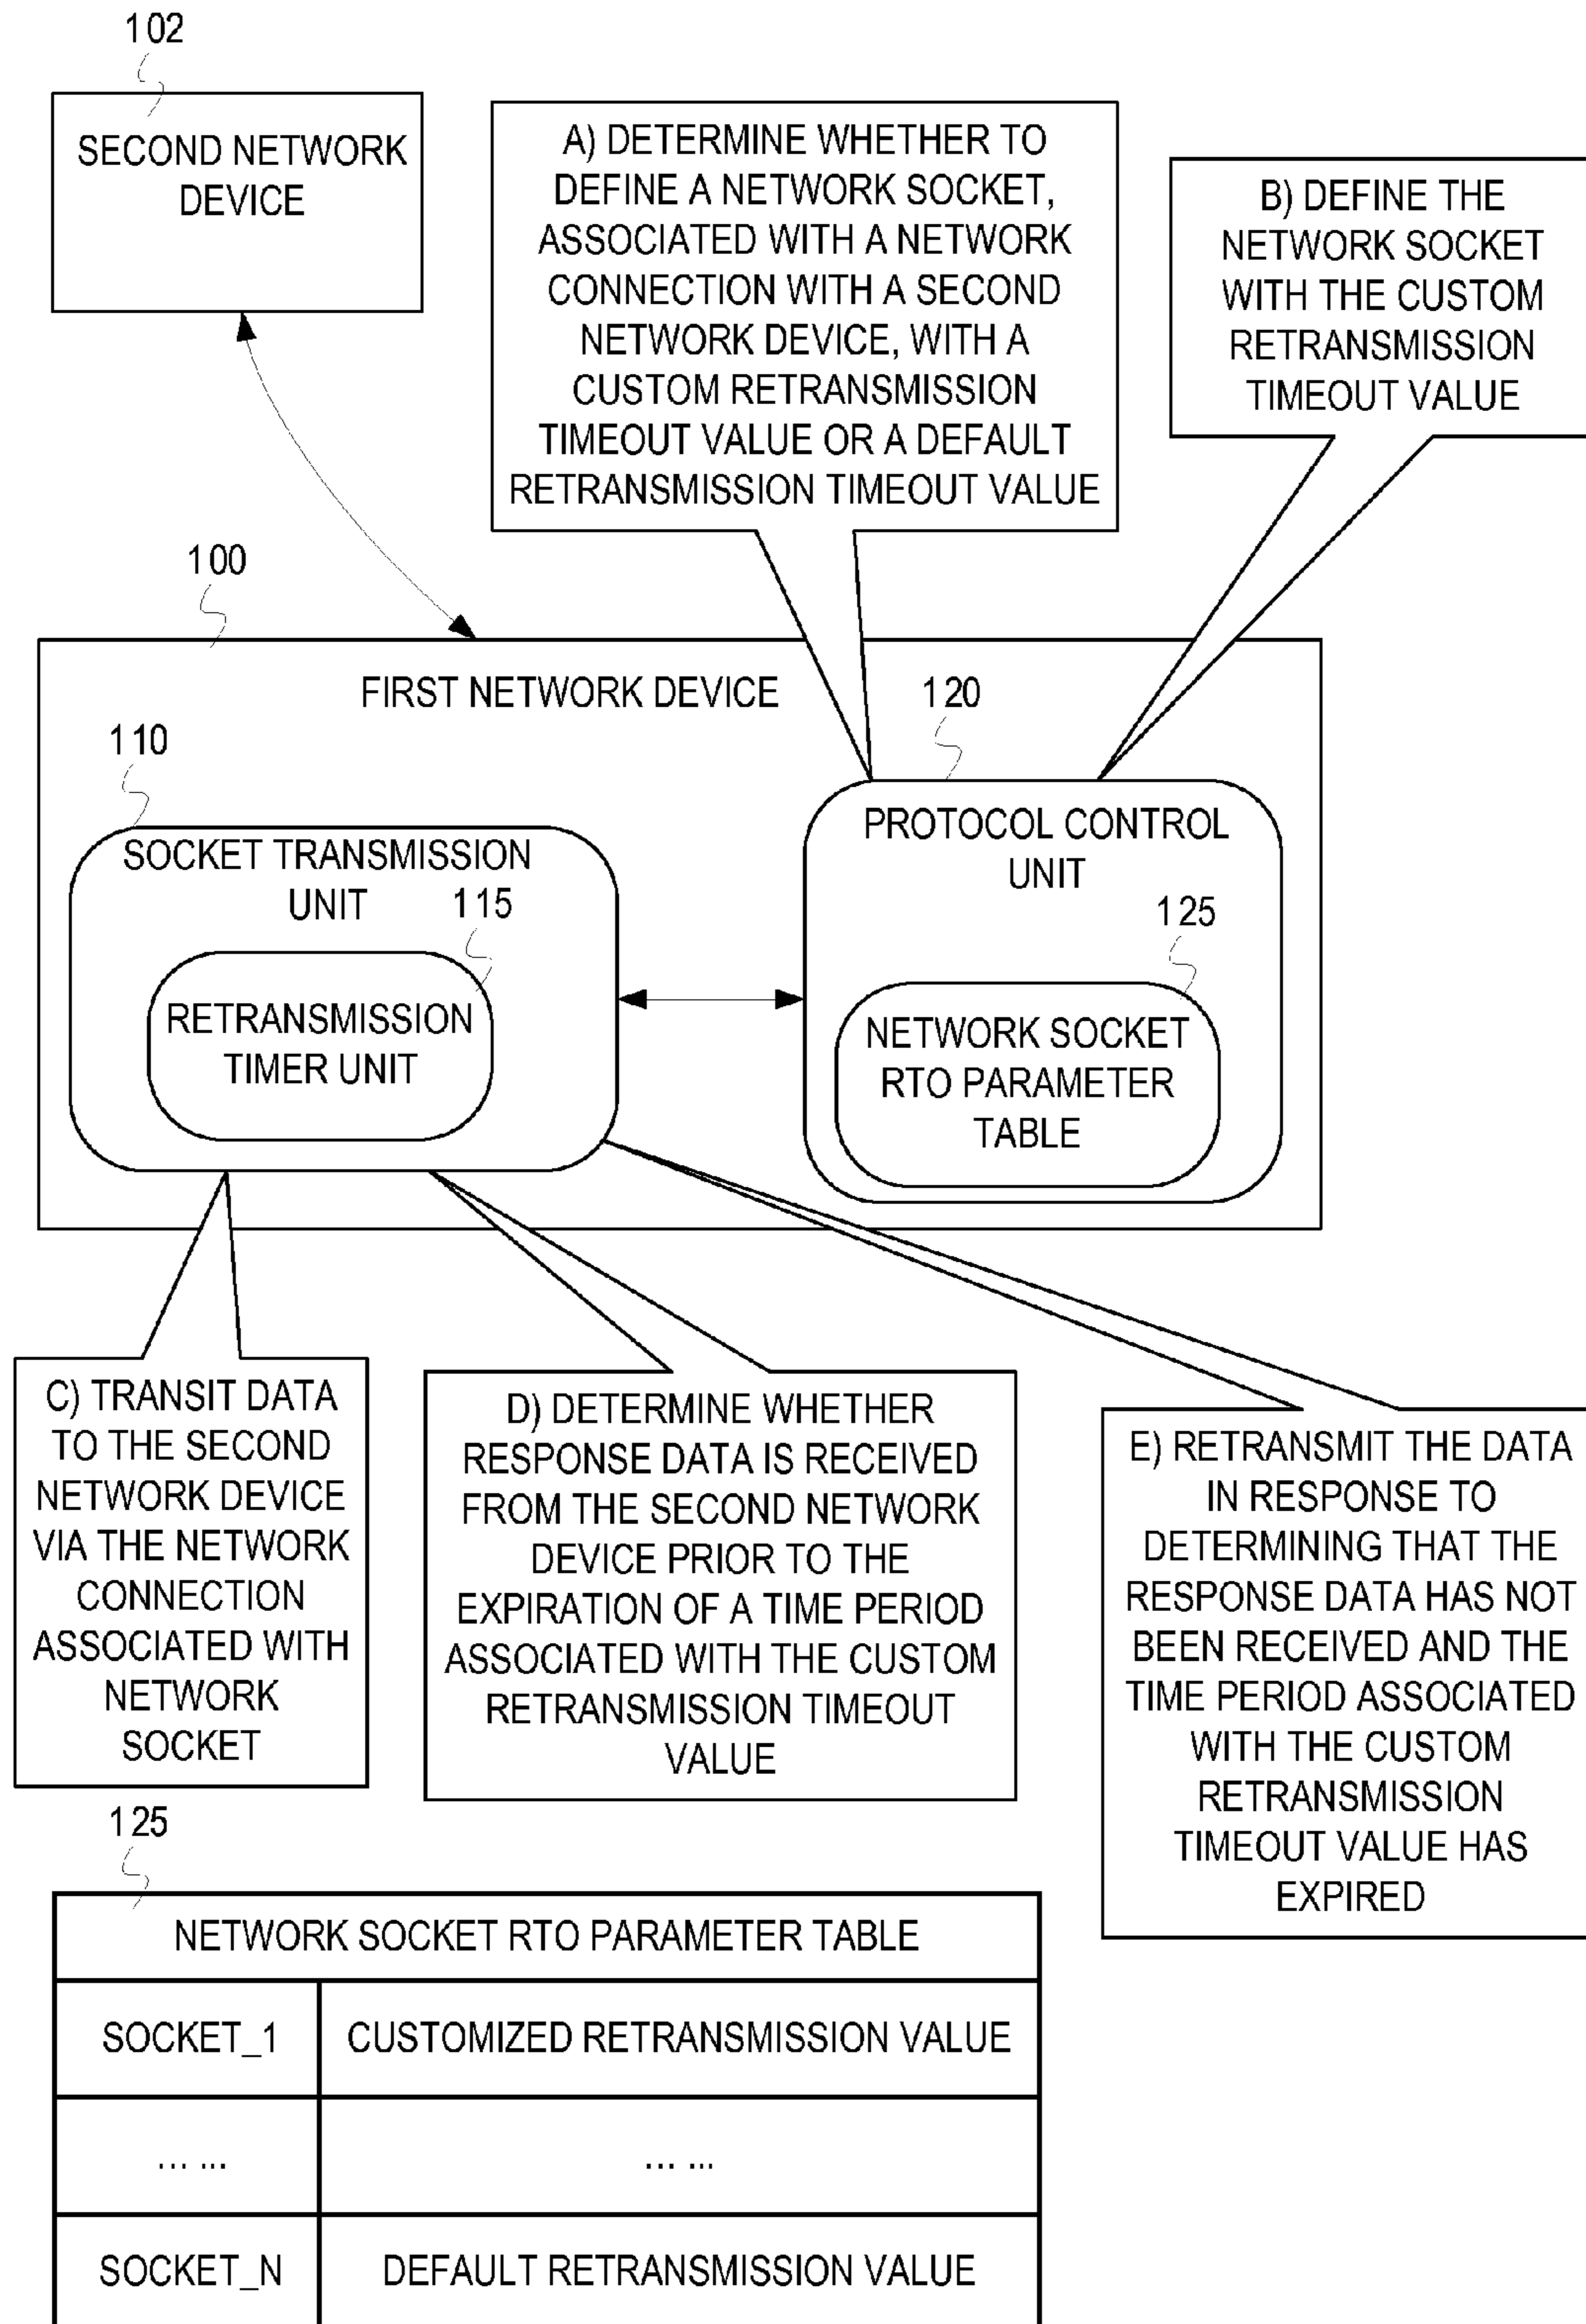 102
SECOND NETWORK
DEVICE
A) DETERMINE WHETHER TO
DEFINE A NETWORK SOCKET,
ASSOCIATED WITH A NETWORK
CONNECTION WITH A SECOND
NETWORK DEVICE, WITH A
CUSTOM RETRANSMISSION
TIMEOUT VALUE OR A DEFAULT
RETRANSMISSION TIMEOUT VALUE
B) DEFINE THE
NETWORK SOCKET
WITH THE CUSTOM
RETRANSMISSION
TIMEOUT VALUE
100
FIRST NETWORK DEVICE
110
SOCKET TRANSMISSION
UNIT
115
RETRANSMISSION
TIMER UNIT
120
PROTOCOL CONTROL
UNIT
125
NETWORK SOCKET
RTO PARAMETER
TABLE
C) TRANSIT DATA
TO THE SECOND
NETWORK DEVICE
VIA THE NETWORK
CONNECTION
ASSOCIATED WITH
NETWORK
SOCKET
D) DETERMINE WHETHER
RESPONSE DATA IS RECEIVED
FROM THE SECOND NETWORK
DEVICE PRIOR TO THE
EXPIRATION OF A TIME PERIOD
ASSOCIATED WITH THE CUSTOM
RETRANSMISSION TIMEOUT
VALUE
E) RETRANSMIT THE DATA
IN RESPONSE TO
DETERMINING THAT THE
RESPONSE DATA HAS NOT
BEEN RECEIVED AND THE
TIME PERIOD ASSOCIATED
WITH THE CUSTOM
RETRANSMISSION
TIMEOUT VALUE HAS
EXPIRED
125
NETWORK SOCKET RTO PARAMETER TABLE
SOCKET_1 CUSTOMIZED RETRANSMISSION VALUE
... ... ... ...
SOCKET_N DEFAULT RETRANSMISSION VALUE